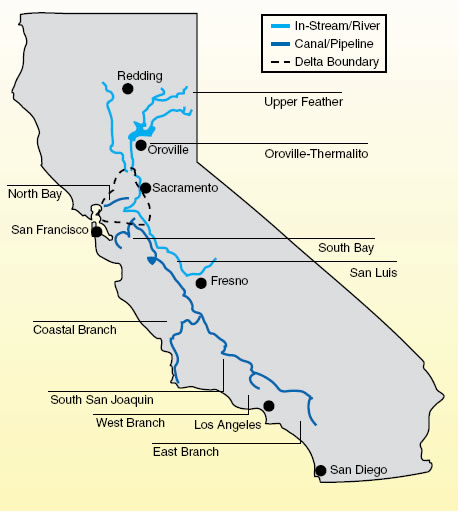 In-Stream/River
Canal/Pipeline
Delta Boundary
Redding
Upper Feather
Oroville
Oroville-Thermalito
North Bay
Sacramento
San Francisco
South Bay
San Luis
Fresno
Coastal Branch
South San Joaquin
West Branch
Los Angeles
East Branch
San Diego